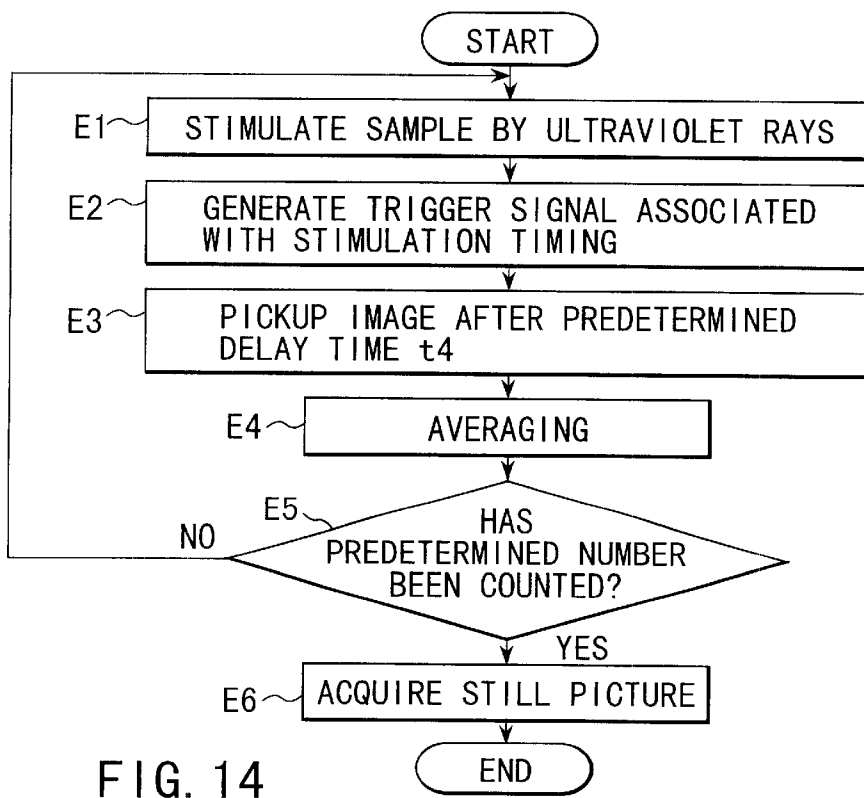 START
E1
STIMULATE SAMPLE BY ULTRAVIOLET RAYS
E2
GENERATE TRIGGER SIGNAL ASSOCIATED
WITH STIMULATION TIMING
E3
PICKUP IMAGE AFTER PREDETERMINED
DELAY TIME t4
E4
AVERAGING
E5
HAS
PREDETERMINED NUMBER
BEEN COUNTED?
NO
YES
E6
ACQUIRE STILL PICTURE
END
FIG. 14